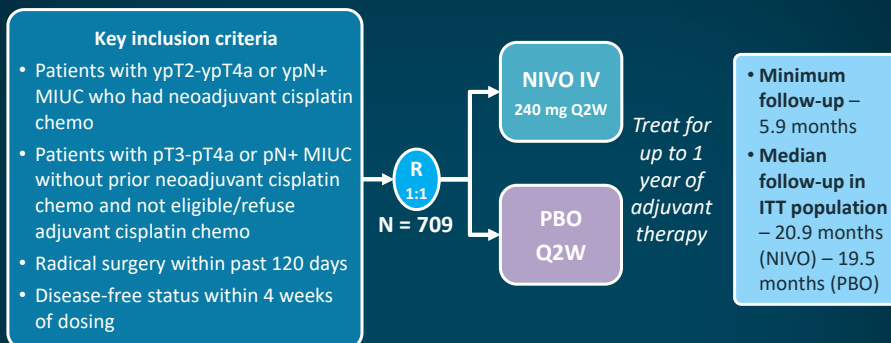 Key inclusion criteria
• Patients with ypT2-ypT4a or ypN+
MIUC who had neoadjuvant cisplatin
chemo
• Patients with pT3-pT4a or pN+ MIUC
without prior neoadjuvant cisplatin
chemo and not eligible/refuse
adjuvant cisplatin chemo
• Radical surgery within past 120 days
• Disease-free status within 4 weeks
of dosing
R
1:1
N = 709
NIVO IV
240 mg Q2W
PBO
Q2W
Treat for
up to 1
year of
adjuvant
therapy
• Minimum
follow-up –
5.9 months
• Median
follow-up in
ITT population
– 20.9 months
(NIVO) – 19.5
months (PBO)